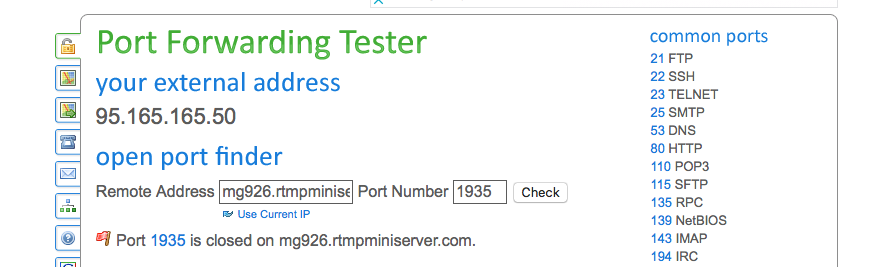 Port Forwarding Tester
your external address
95.165.165.50
open port finder
Remote Address mg926.rtmpminise Port Number 1935 Check
Use Current IP
Port 1935 is closed on mg926.rtmpminiserver.com.
common ports
21 FTP
22 SSH
23 TELNET
25 SMTP
53 DNS
80 HTTP
110 POP3
115 SFTP
135 RPC
139 NetBIOS
143 IMAP
194 IRC